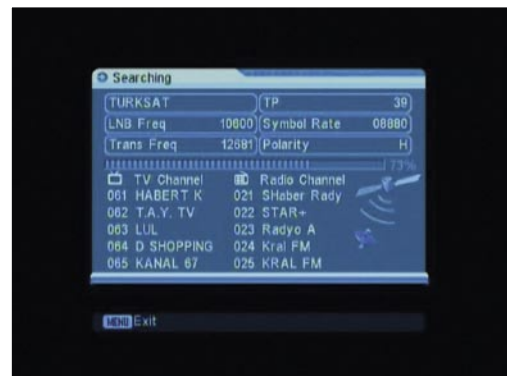 Searching
TURKSAT TP 39
LNB Freq 10600 Symbol Rate 08880
Trans Freq 12681 Polarity H
73%
TV Channel Radio Channel
061 HABERT K 021 SHaber Rady
062 T.A.Y. TV 022 STAR+
063 LUL 023 Radyo A
064 D SHOPPING 024 Kral FM
065 KANAL 67 025 KRAL FM
MENU Exit